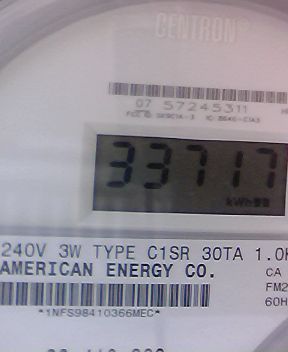 CENTRON®
07 57245311
33717
kWh
240V 3W TYPE C1SR 30TA 1.0
AMERICAN ENERGY CO.
CA
FM2
60H
*1NFS98410366MEC*